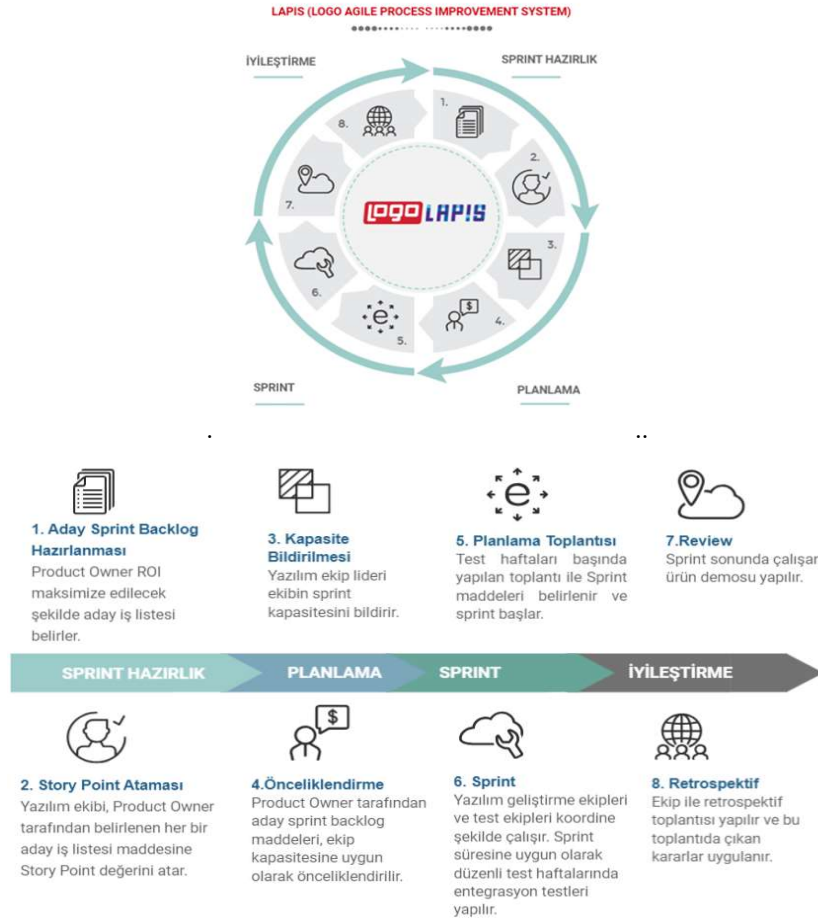 LAPIS (LOGO AGILE PROCESS IMPROVEMENT SYSTEM)
İYİLEŞTİRME
SPRINT HAZIRLIK
8.
1.
2.
7.
LOGO LAPIS
3.
6.
4.
5.
$
e
SPRINT
PLANLAMA
. ..
1. Aday Sprint Backlog
Hazırlanması
Product Owner ROI
maksimize edilecek
şekilde aday iş listesi
belirler.
3. Kapasite
Bildirilmesi
Yazılım ekip lideri
ekibin sprint
kapasitesini bildirir.
e
5. Planlama Toplantısı
Test haftaları başında
yapılan toplantı ile Sprint
maddeleri belirlenir ve
sprint başlar.
7.Review
Sprint sonunda çalışan
ürün demosu yapılır.
SPRINT HAZIRLIK
PLANLAMA
SPRINT
İYİLEŞTİRME
2. Story Point Ataması
Yazılım ekibi, Product Owner
tarafından belirlenen her bir
aday iş listesi maddesine
Story Point değerini atar.
$
4.Önceliklendirme
Product Owner tarafından
aday sprint backlog
maddeleri, ekip
kapasitesine uygun
olarak önceliklendirilir.
6. Sprint
Yazılım geliştirme ekipleri
ve test ekipleri koordine
şekilde çalışır. Sprint
süresine uygun olarak
düzenli test haftalarında
entegrasyon testleri
yapılır.
8. Retrospektif
Ekip ile retrospektif
toplantısı yapılır ve bu
toplantıda çıkan
kararlar uygulanır.